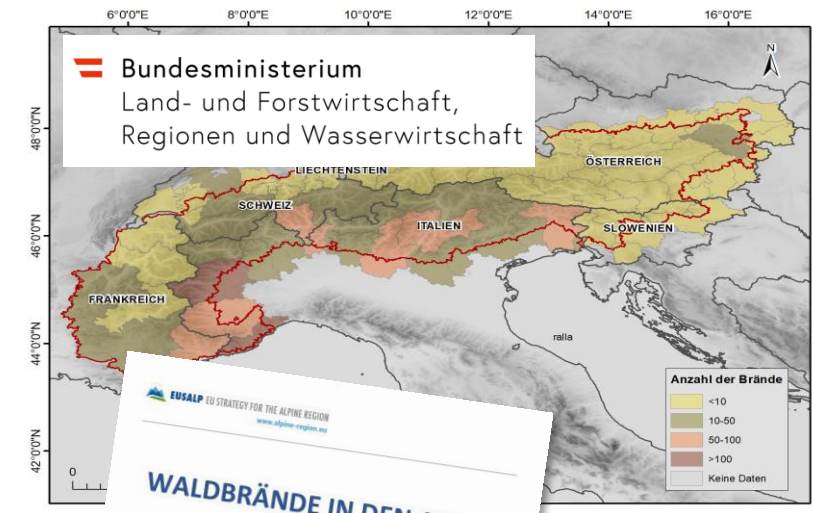 6°0'0"E 8°0'0"E 10°0'0"E 12°0'0"E 14°0'0"E 16°0'0"E
N
Bundesministerium
Land- und Forstwirtschaft,
Regionen und Wasserwirtschaft
48°0'0"N
46°0'0"N
44°0'0"N
42°0'0"N
LIECHTENSTEIN
ÖSTERREICH
SCHWEIZ
ITALIEN
SLOWENIEN
FRANKREICH
ralla
Anzahl der Brände
<10
10-50
50-100
>100
Keine Daten
0
EUSALP EU STRATEGY FOR THE ALPINE REGION
www.alpine-region.eu
WALDBRÄNDE IN DEN